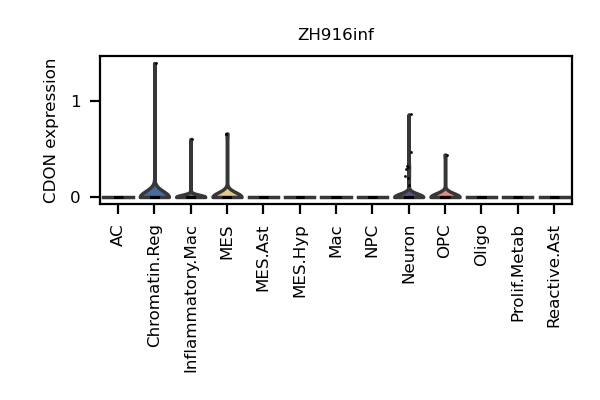 ZH916inf
CDON expression
1
0
AC
Chromatin.Reg
Inflammatory.Mac
MES
MES.Ast
MES.Hyp
Mac
NPC
Neuron
OPC
Oligo
Prolif.Metab
Reactive.Ast